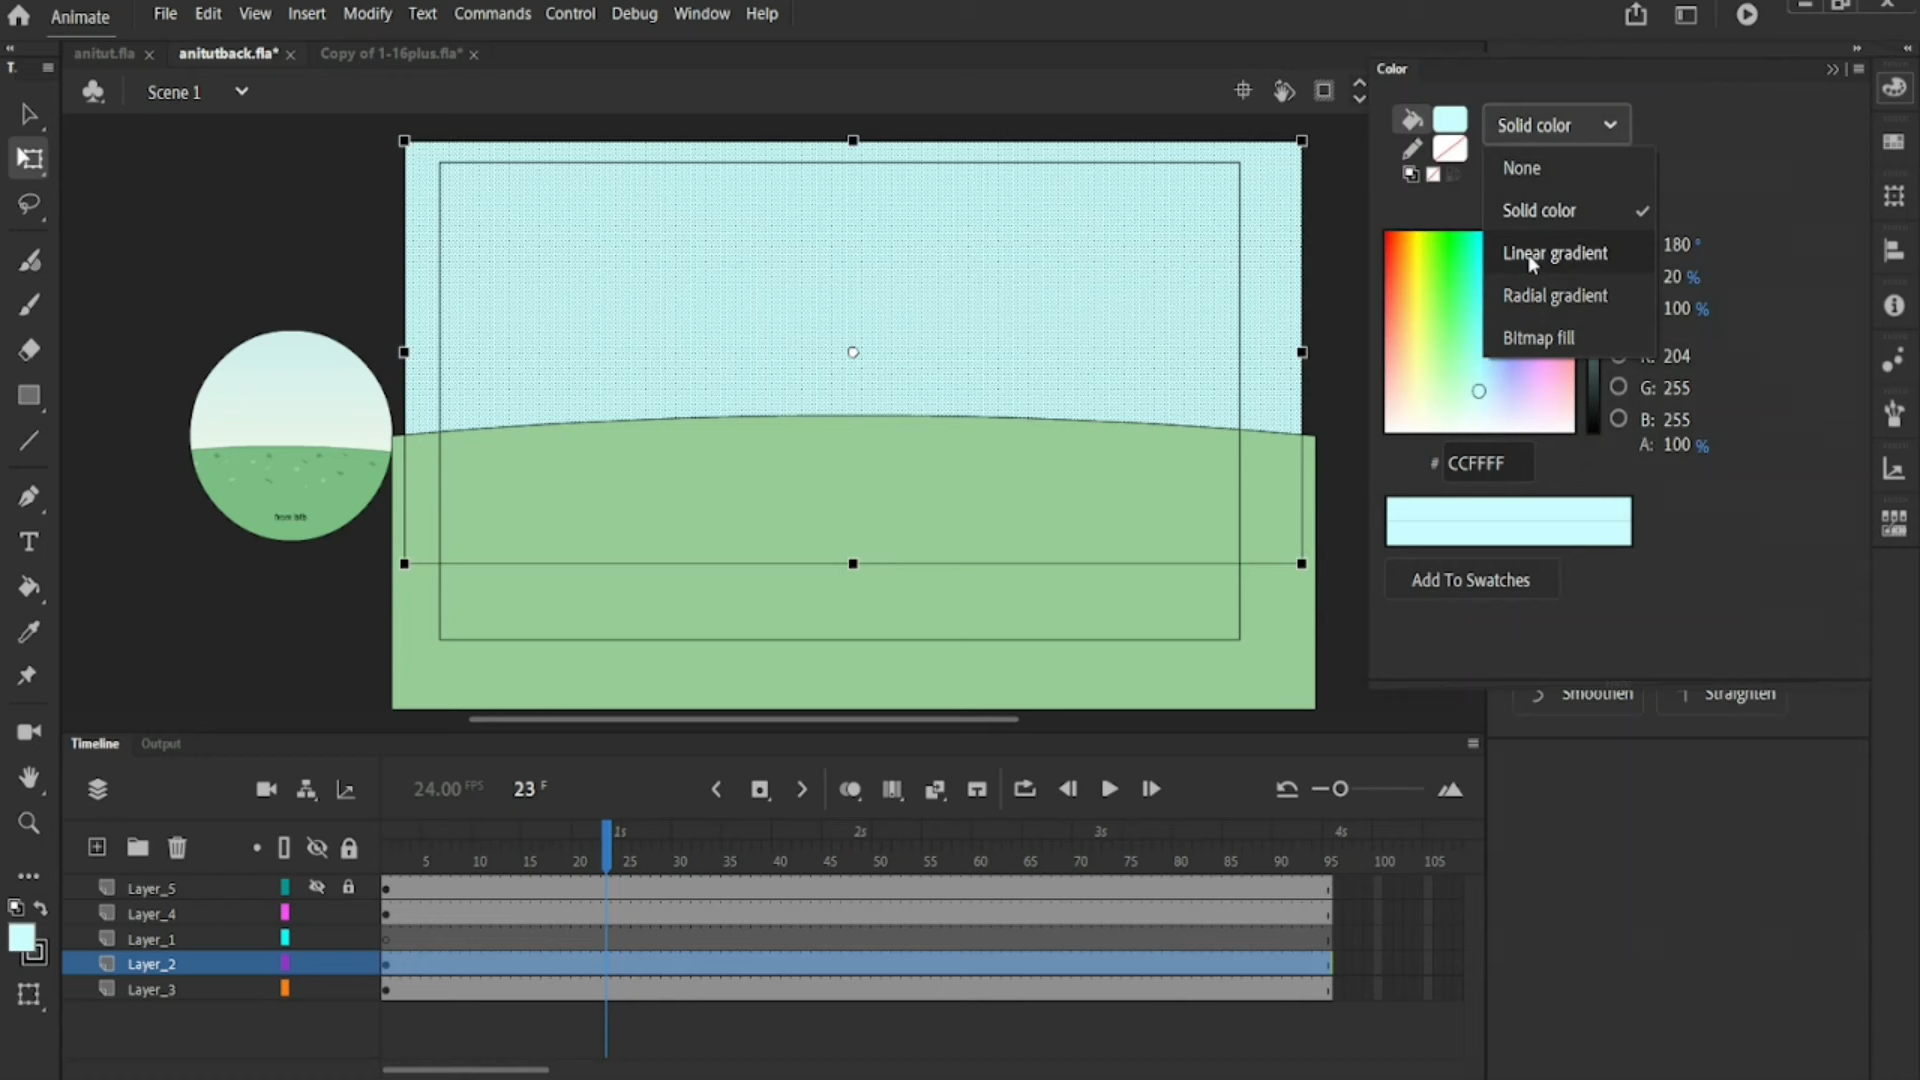 Animate File Edit View Insert Modify Text Commands Control Debug Window Help
anitut.fla anitutback.fla* Copy of 1-16plus.fla*
T.
Scene 1
Color
Solid color
None
Solid color
Linear gradient
Radial gradient
Bitmap fill
180 °
20 %
100 %
204
G: 255
B: 255
A: 100 %
# CCFFFF
Add To Swatches
Smoothen Straighten
Timeline Output
24.00 FPS 23 F
1s 2s 3s 4s
5 10 15 20 25 30 35 40 45 50 55 60 65 70 75 80 85 90 95 100 105
Layer_5
Layer_4
Layer_1
Layer_2
Layer_3